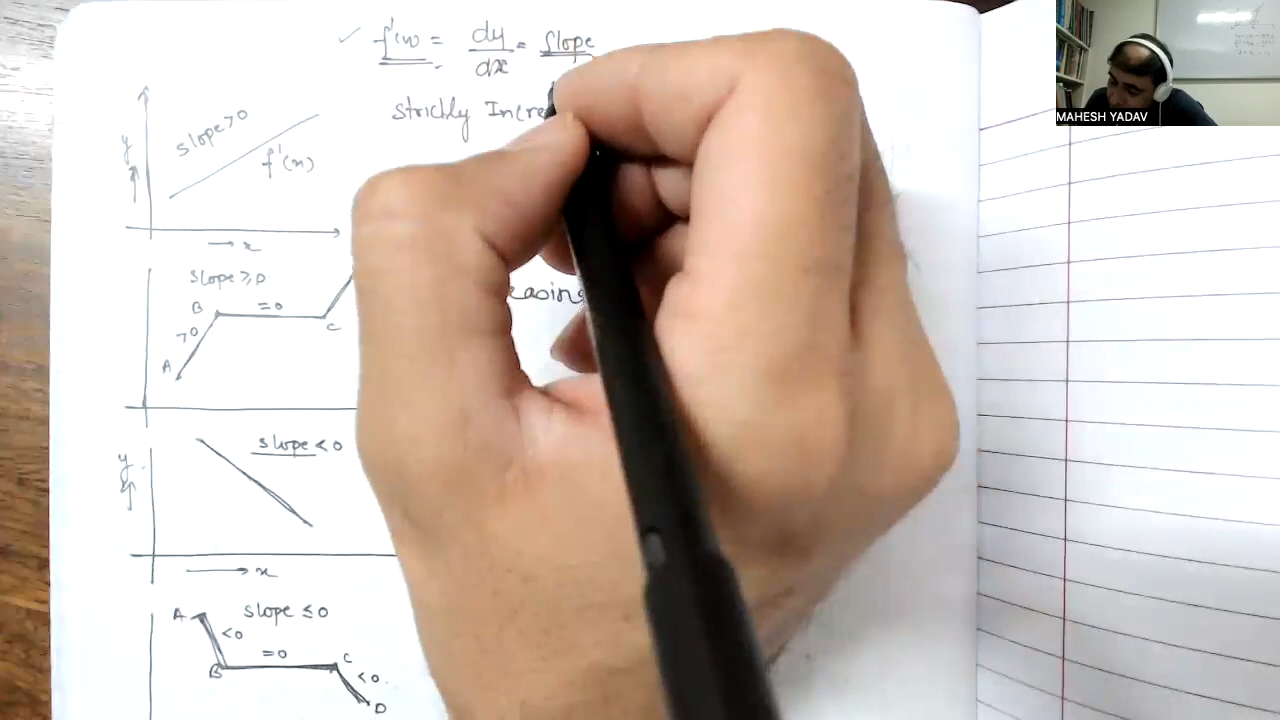 f'(x) = dy/dx = slope
strictly Incre
slope > 0
f'(x)
y
→ x
slope ≥ 0
B
= 0
C
> 0
A
easing
slope < 0
y
→ x
A
slope ≤ 0
< 0
= 0
C
B
< 0
D
MAHESH YADAV